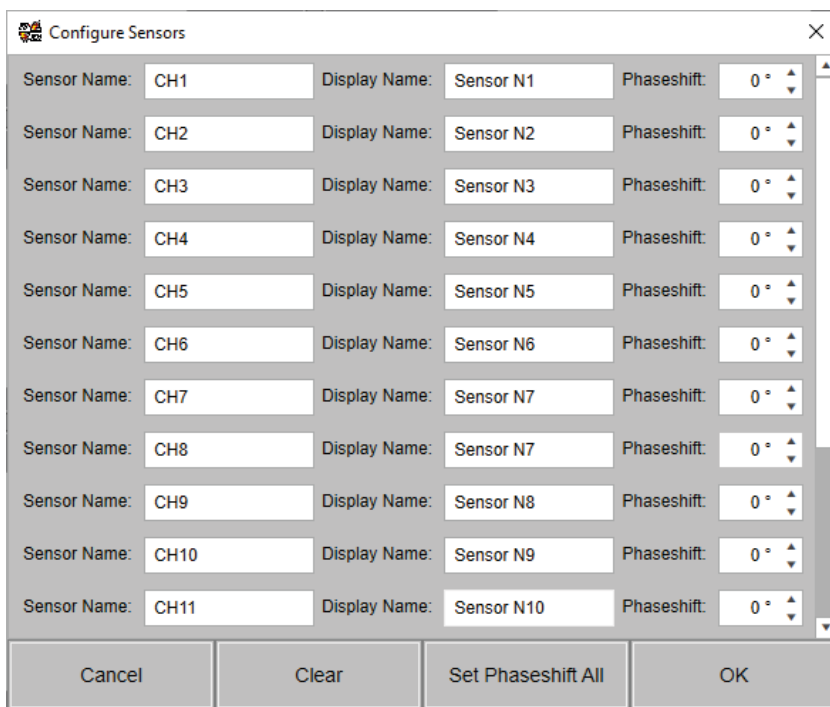 Configure Sensors
Sensor Name: CH1 Display Name: Sensor N1 Phaseshift: 0 °
Sensor Name: CH2 Display Name: Sensor N2 Phaseshift: 0 °
Sensor Name: CH3 Display Name: Sensor N3 Phaseshift: 0 °
Sensor Name: CH4 Display Name: Sensor N4 Phaseshift: 0 °
Sensor Name: CH5 Display Name: Sensor N5 Phaseshift: 0 °
Sensor Name: CH6 Display Name: Sensor N6 Phaseshift: 0 °
Sensor Name: CH7 Display Name: Sensor N7 Phaseshift: 0 °
Sensor Name: CH8 Display Name: Sensor N7 Phaseshift: 0 °
Sensor Name: CH9 Display Name: Sensor N8 Phaseshift: 0 °
Sensor Name: CH10 Display Name: Sensor N9 Phaseshift: 0 °
Sensor Name: CH11 Display Name: Sensor N10 Phaseshift: 0 °
Cancel Clear Set Phaseshift All OK